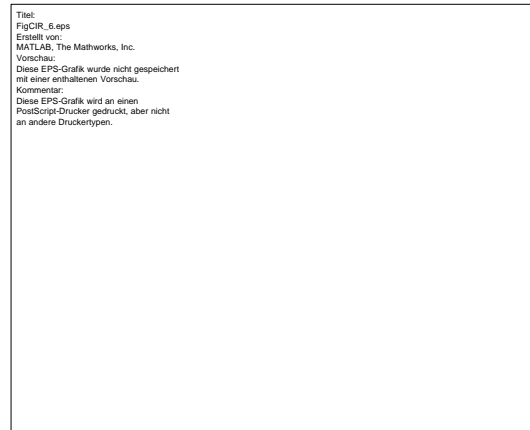 Titel:
FigCIR_6.eps
Erstellt von:
MATLAB, The Mathworks, Inc.
Vorschau:
Diese EPS-Grafik wurde nicht gespeichert
mit einer enthaltenen Vorschau.
Kommentar:
Diese EPS-Grafik wird an einen
PostScript-Drucker gedruckt, aber nicht
an andere Druckertypen.